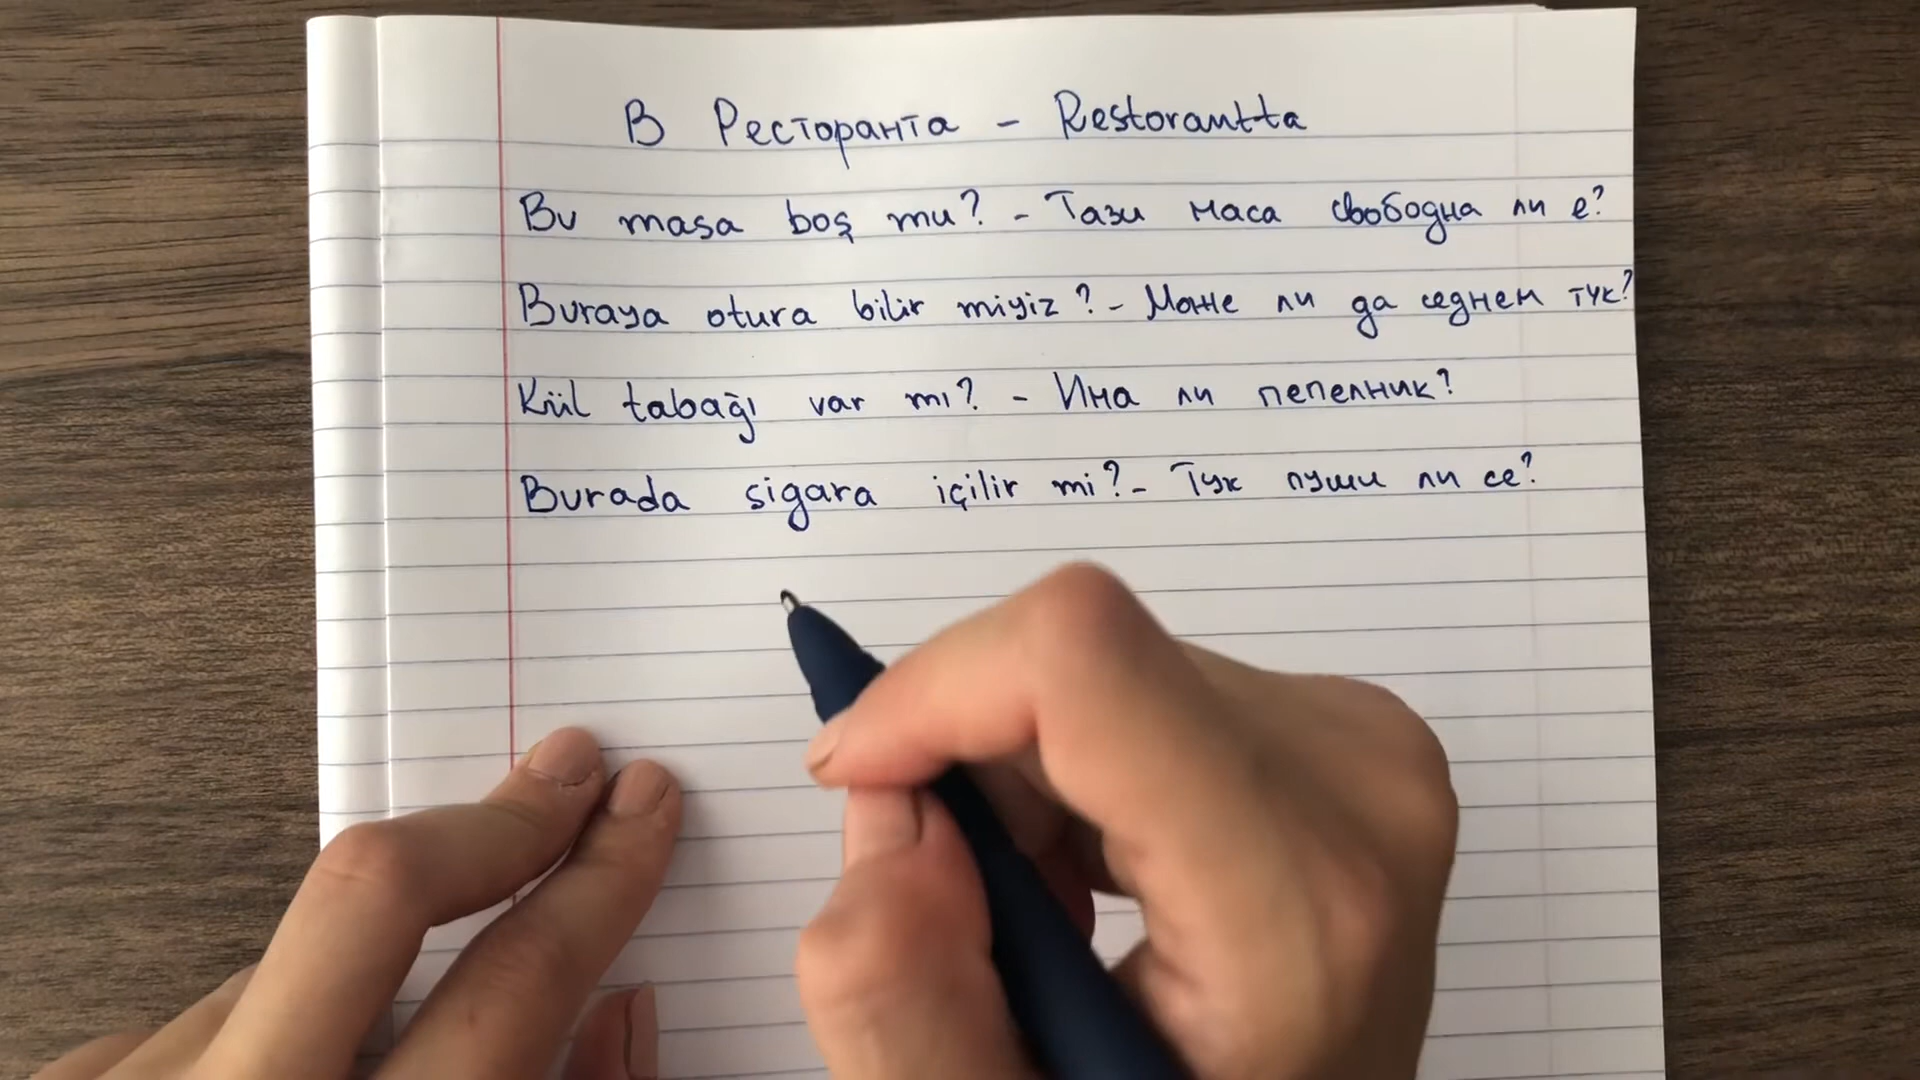 В Ресторанта - Restorantta
Bu masa boş mu? - Тази маса свободна ли е?
Buraya otura bilir miyiz? - Може ли да седнем тук?
Kül tabağı var mı? - Има ли пепелник?
Burada sigara içilir mi? - Тук пуши ли се?